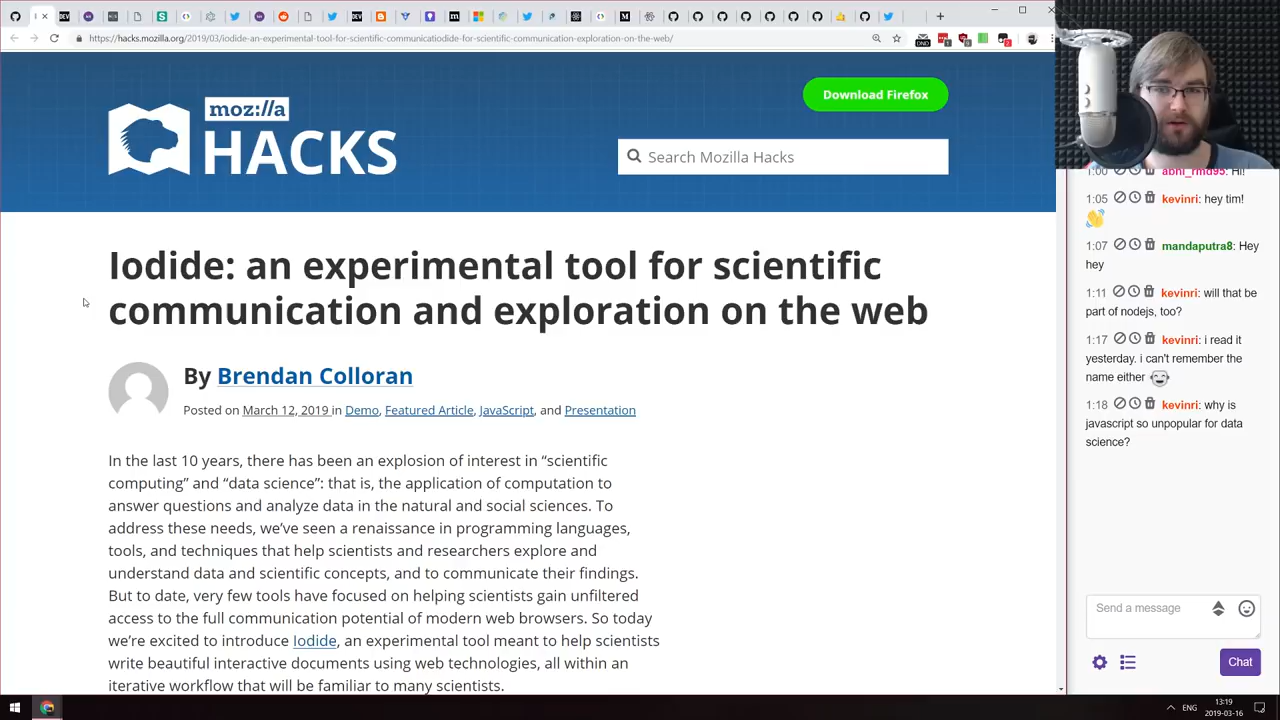 https://hacks.mozilla.org/2019/03/iodide-an-experimental-tool-for-scientific-communicatiodide-for-scientific-communication-exploration-on-the-web/
moz://a
HACKS
Download Firefox
Search Mozilla Hacks
Iodide: an experimental tool for scientific
communication and exploration on the web
By Brendan Colloran
Posted on March 12, 2019 in Demo, Featured Article, JavaScript, and Presentation
In the last 10 years, there has been an explosion of interest in “scientific
computing” and “data science”: that is, the application of computation to
answer questions and analyze data in the natural and social sciences. To
address these needs, we’ve seen a renaissance in programming languages,
tools, and techniques that help scientists and researchers explore and
understand data and scientific concepts, and to communicate their findings.
But to date, very few tools have focused on helping scientists gain unfiltered
access to the full communication potential of modern web browsers. So today
we’re excited to introduce Iodide, an experimental tool meant to help scientists
write beautiful interactive documents using web technologies, all within an
iterative workflow that will be familiar to many scientists.
1:00 abhi_rmd95: Hi!
1:05 kevinri: hey tim!
1:07 mandaputra8: Hey
hey
1:11 kevinri: will that be
part of nodejs, too?
1:17 kevinri: i read it
yesterday. i can't remember the
name either
1:18 kevinri: why is
javascript so unpopular for data
science?
Send a message
Chat
ENG
13:19
2019-03-16